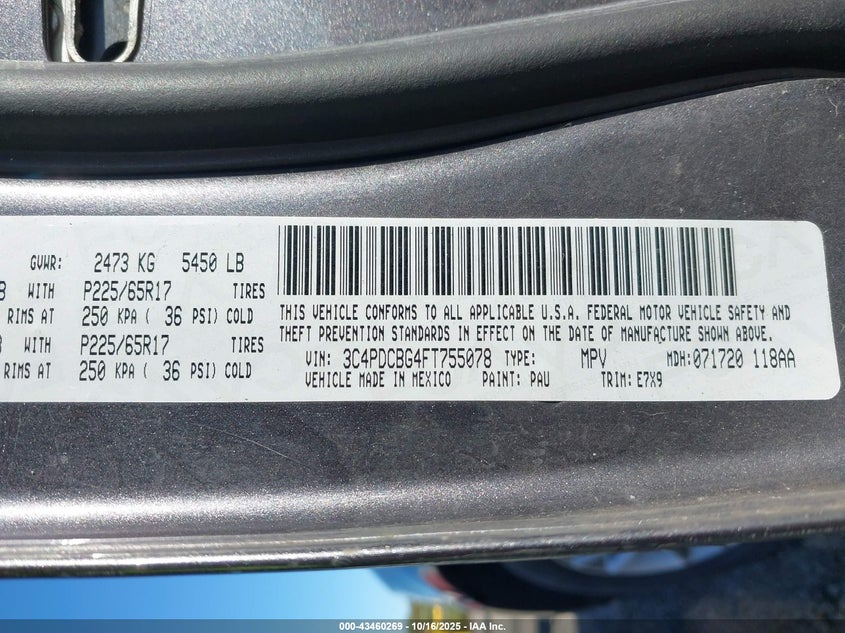 GVWR: 2473 KG 5450 LB
WITH P225/65R17 TIRES
RIMS AT 250 KPA ( 36 PSI) COLD
WITH P225/65R17 TIRES
RIMS AT 250 KPA ( 36 PSI) COLD
THIS VEHICLE CONFORMS TO ALL APPLICABLE U.S.A. FEDERAL MOTOR VEHICLE SAFETY AND
THEFT PREVENTION STANDARDS IN EFFECT ON THE DATE OF MANUFACTURE SHOWN ABOVE.
VIN: 3C4PDCBG4FT755078 TYPE: MPV MDH:071720 118AA
VEHICLE MADE IN MEXICO PAINT: PAU TRIM: E7X9
000-43460269 - 10/16/2025 - IAA Inc.